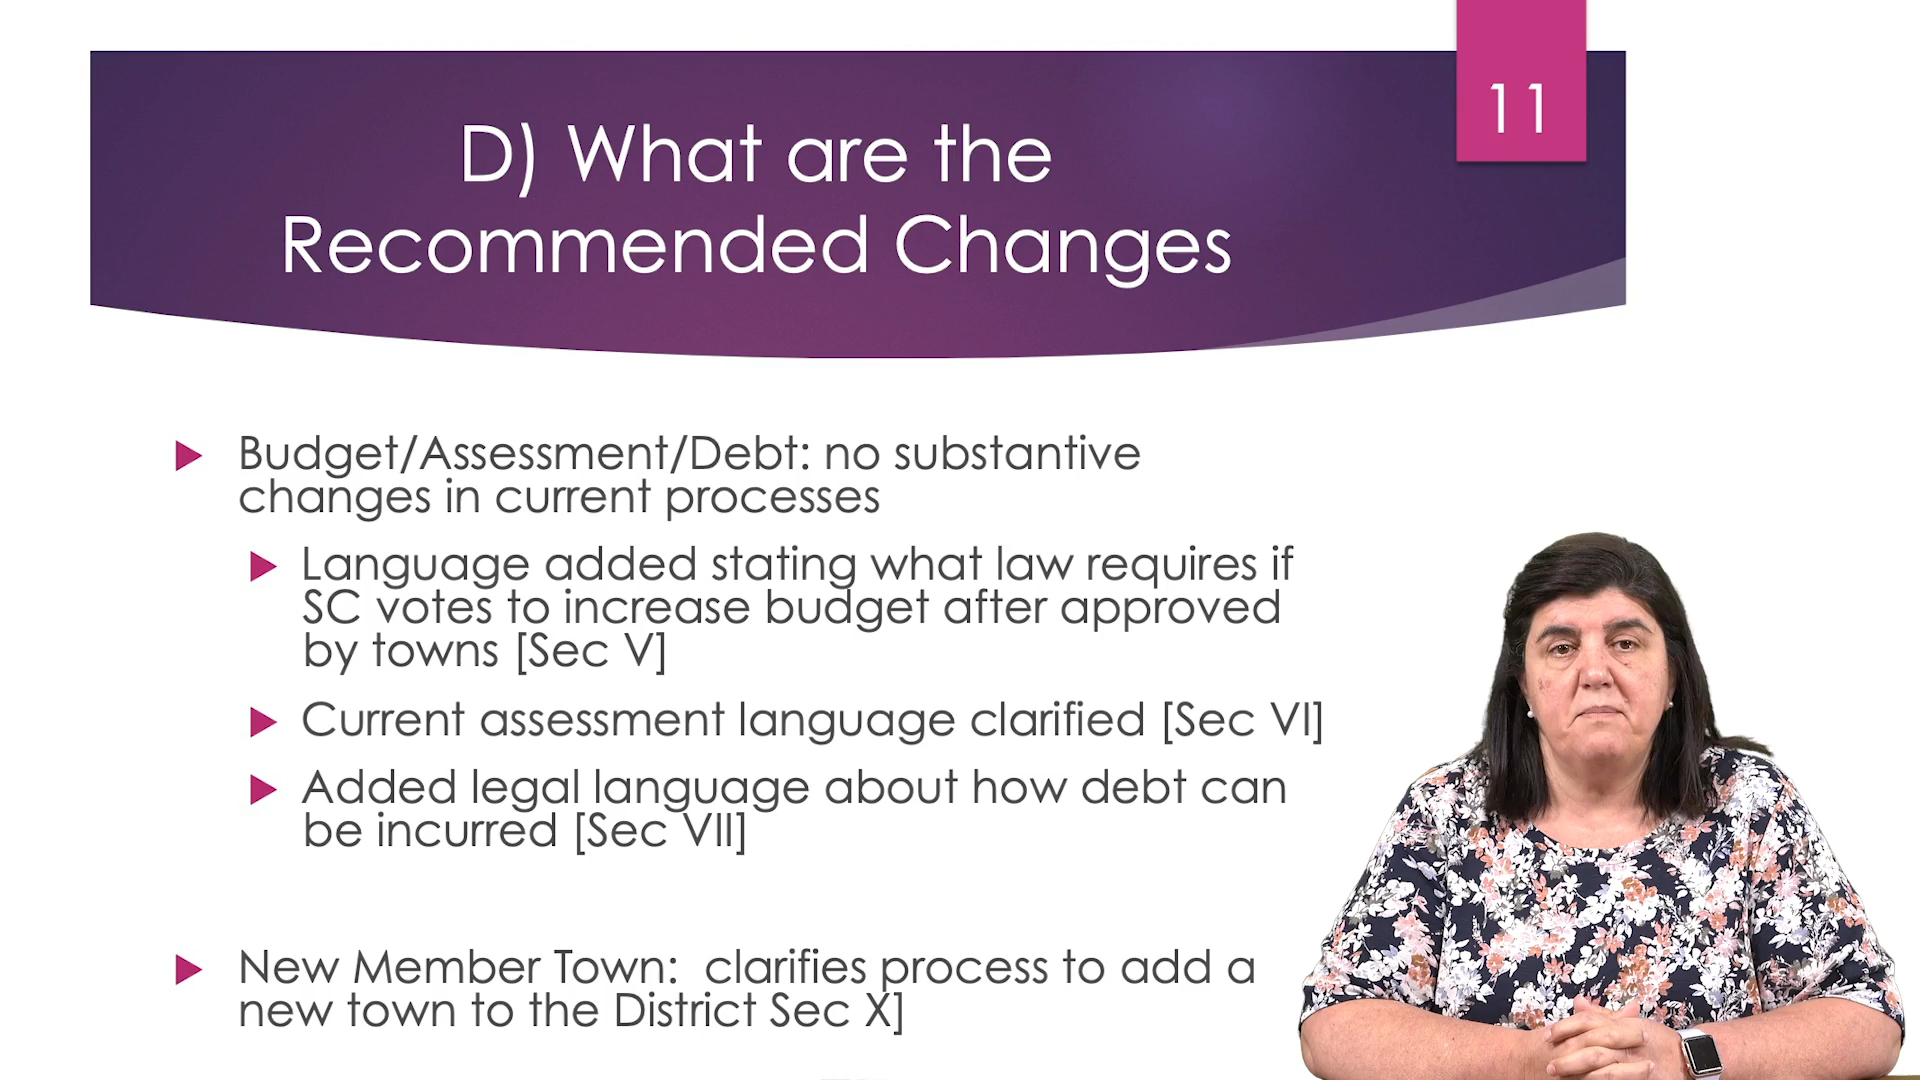 11
D) What are the
Recommended Changes
Budget/Assessment/Debt: no substantive
changes in current processes
Language added stating what law requires if
SC votes to increase budget after approved
by towns [Sec V]
Current assessment language clarified [Sec VI]
Added legal language about how debt can
be incurred [Sec VII]
New Member Town:  clarifies process to add a
new town to the District Sec X]